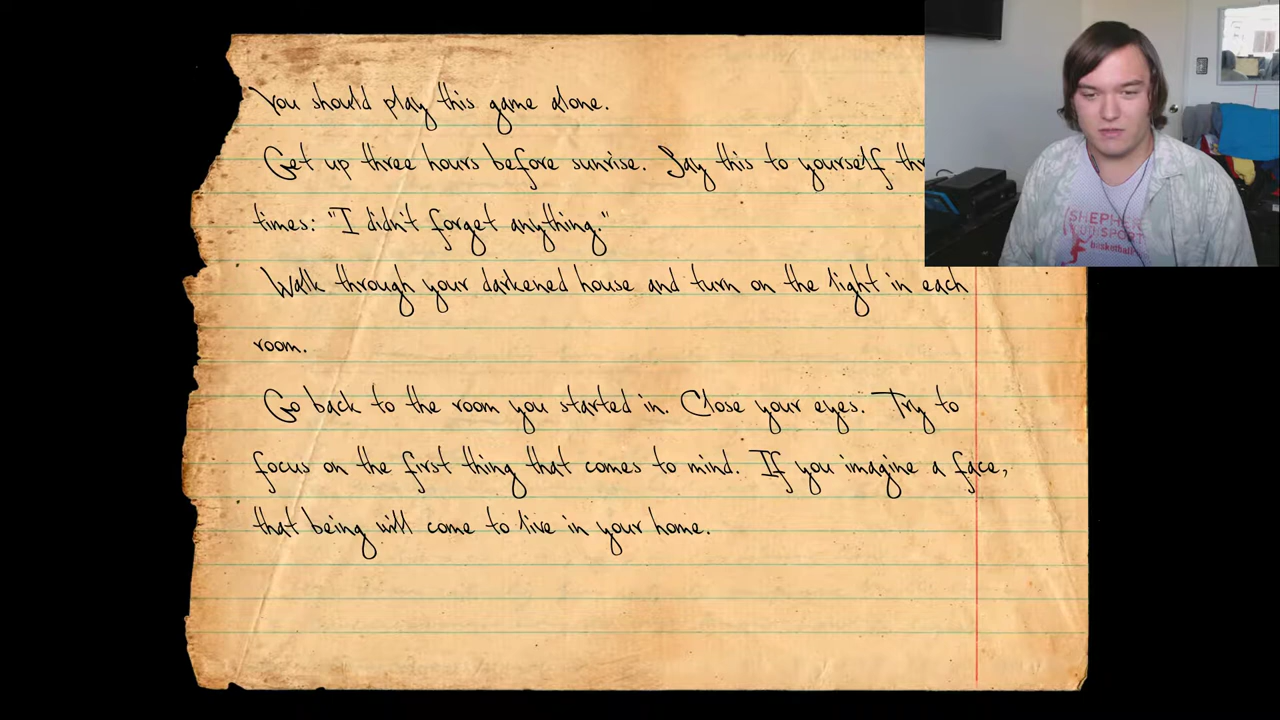 You should play this game alone.
Get up three hours before sunrise. Say this to yourself
times: "I didn't forget anything."
Walk through your darkened house and turn on the light in each
room.
Go back to the room you started in. Close your eyes. Try to
focus on the first thing that comes to mind. If you imagine a face,
that being will come to live in your home.
basketball